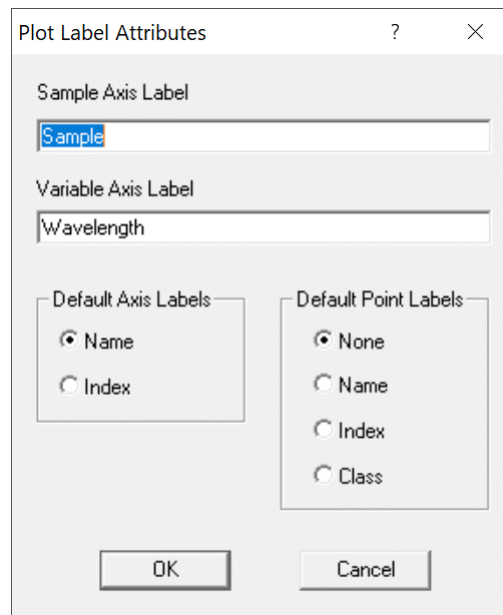 Plot Label Attributes ?
Sample Axis Label
Sample
Variable Axis Label
Wavelength
Default Axis Labels
Name
Index
Default Point Labels
None
Name
Index
Class
OK Cancel